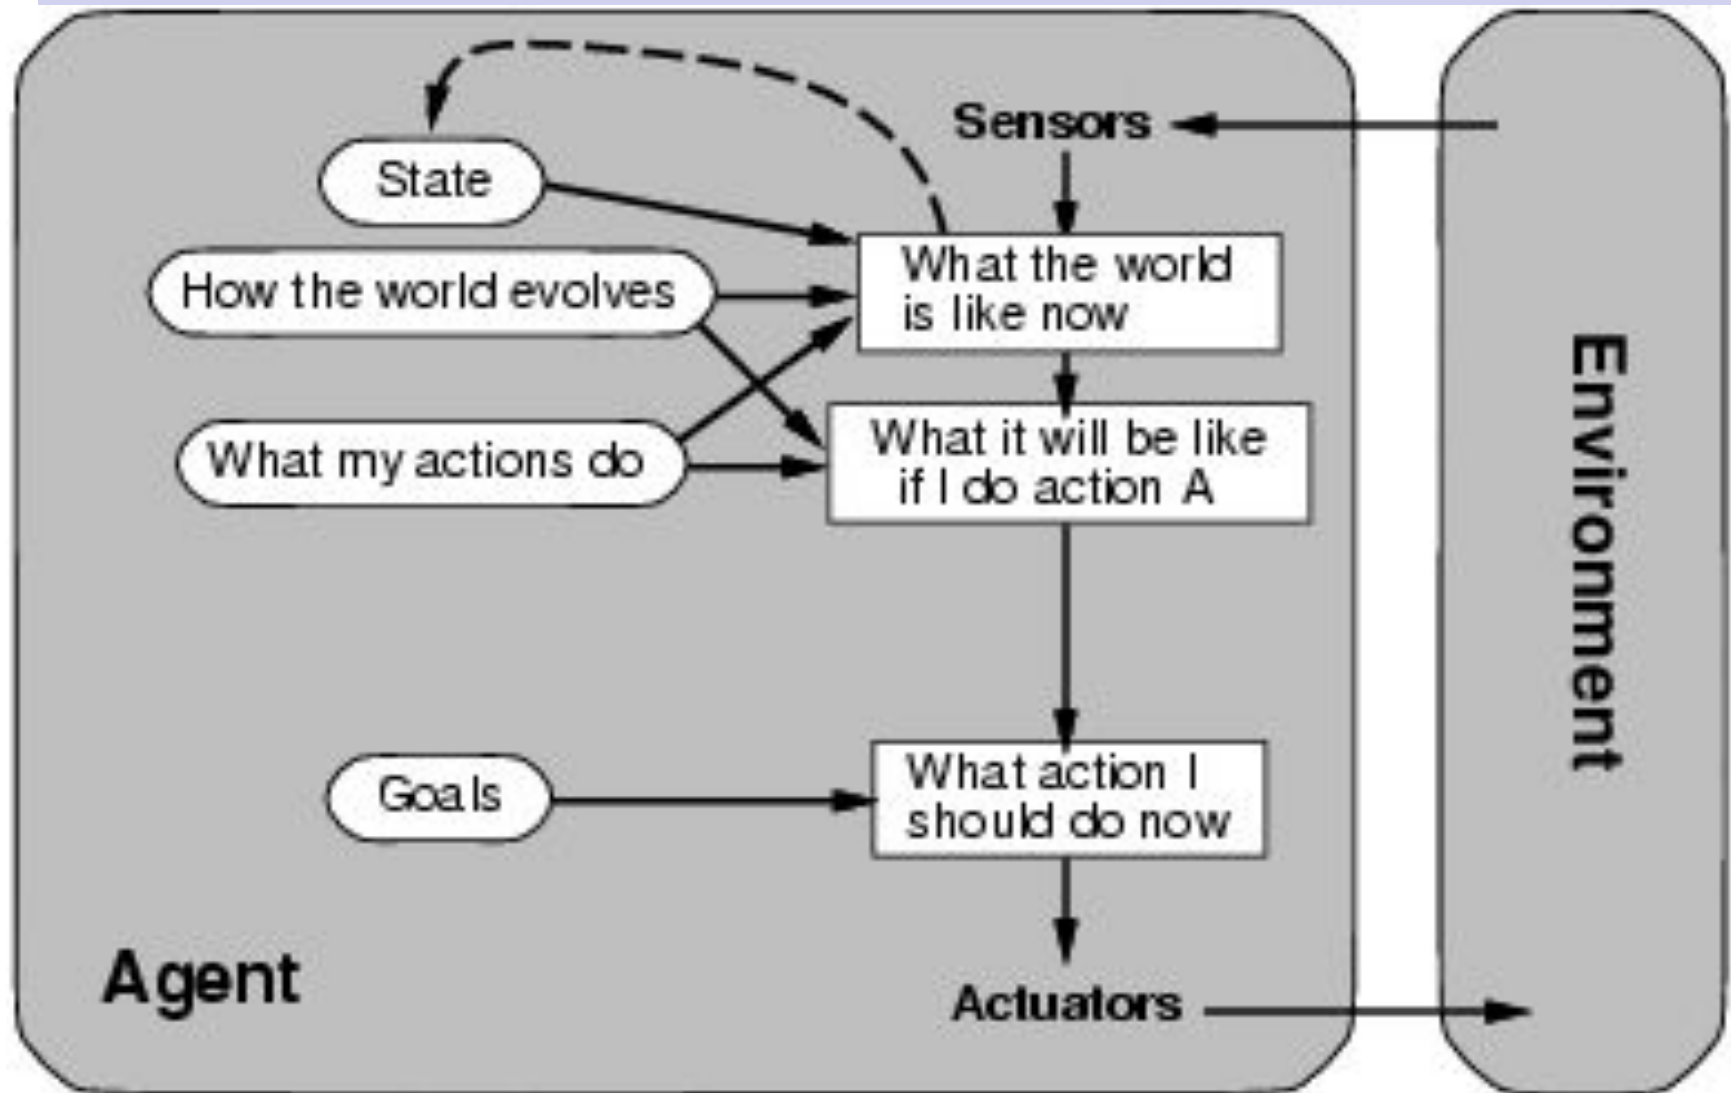 Sensors
State
What the world
is like now
How the world evolves
What my actions do
What it will be like
if I do action A
Goals
What action I
should do now
Agent
Actuators
Environment